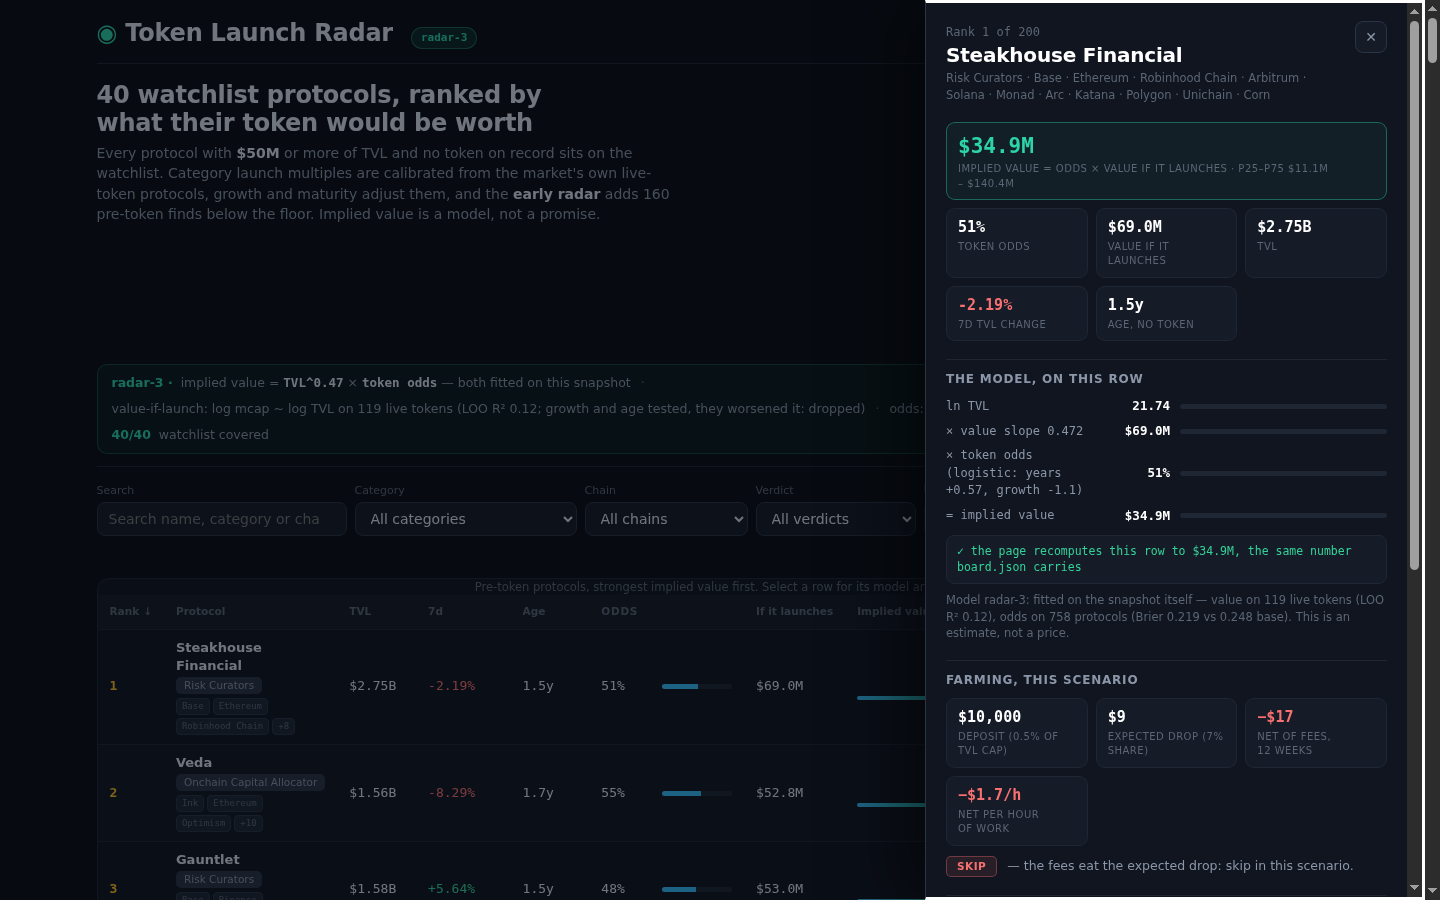 ◉ Token Launch Radar radar-3
40 watchlist protocols, ranked by
what their token would be worth
Every protocol with $50M or more of TVL and no token on record sits on the
watchlist. Category launch multiples are calibrated from the market's own live-
token protocols, growth and maturity adjust them, and the early radar adds 160
pre-token finds below the floor. Implied value is a model, not a promise.
radar-3 · implied value = TVL^0.47 × token odds — both fitted on this snapshot ·
value-if-launch: log mcap ~ log TVL on 119 live tokens (LOO R² 0.12; growth and age tested, they worsened it: dropped) · odds:
40/40 watchlist covered
Search Category Chain Verdict
Search name, category or cha All categories All chains All verdicts
Pre-token protocols, strongest implied value first. Select a row for its model an
Rank ↓ Protocol TVL 7d Age ODDS If it launches Implied valu
Steakhouse
Financial
1 Risk Curators $2.75B -2.19% 1.5y 51% $69.0M
Base Ethereum
Robinhood Chain +8
Veda
2 Onchain Capital Allocator $1.56B -8.29% 1.7y 55% $52.8M
Ink Ethereum
Optimism +10
Gauntlet
3 Risk Curators $1.58B +5.64% 1.5y 48% $53.0M
Rank 1 of 200
Steakhouse Financial ×
Risk Curators · Base · Ethereum · Robinhood Chain · Arbitrum ·
Solana · Monad · Arc · Katana · Polygon · Unichain · Corn
$34.9M
IMPLIED VALUE = ODDS × VALUE IF IT LAUNCHES · P25–P75 $11.1M
– $140.4M
51% $69.0M $2.75B
TOKEN ODDS VALUE IF IT LAUNCHES TVL
-2.19% 1.5y
7D TVL CHANGE AGE, NO TOKEN
THE MODEL, ON THIS ROW
ln TVL 21.74
× value slope 0.472 $69.0M
× token odds
(logistic: years 51%
+0.57, growth -1.1)
= implied value $34.9M
✓ the page recomputes this row to $34.9M, the same number
board.json carries
Model radar-3: fitted on the snapshot itself — value on 119 live tokens (LOO
R² 0.12), odds on 758 protocols (Brier 0.219 vs 0.248 base). This is an
estimate, not a price.
FARMING, THIS SCENARIO
$10,000 $9 −$17
DEPOSIT (0.5% OF TVL CAP) EXPECTED DROP (7% SHARE) NET OF FEES, 12 WEEKS
−$1.7/h
NET PER HOUR
OF WORK
SKIP — the fees eat the expected drop: skip in this scenario.